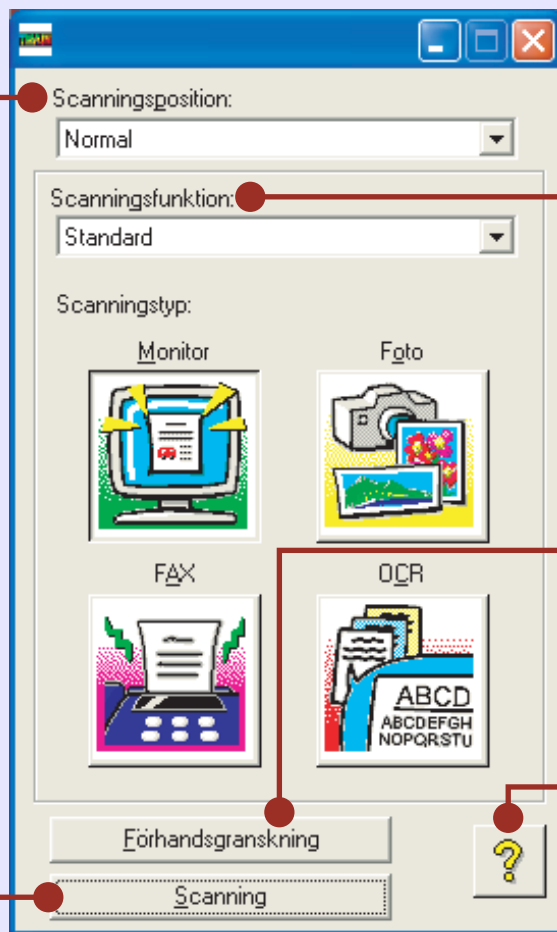 Scanningsposition:
Normal
Scanningsfunktion:
Standard
Scanningstyp:
Monitor
Foto
FAX
OCR
ABCD
ABCDEFGH
NOPQRSTU
Förhandsgranskning
?
Scanning